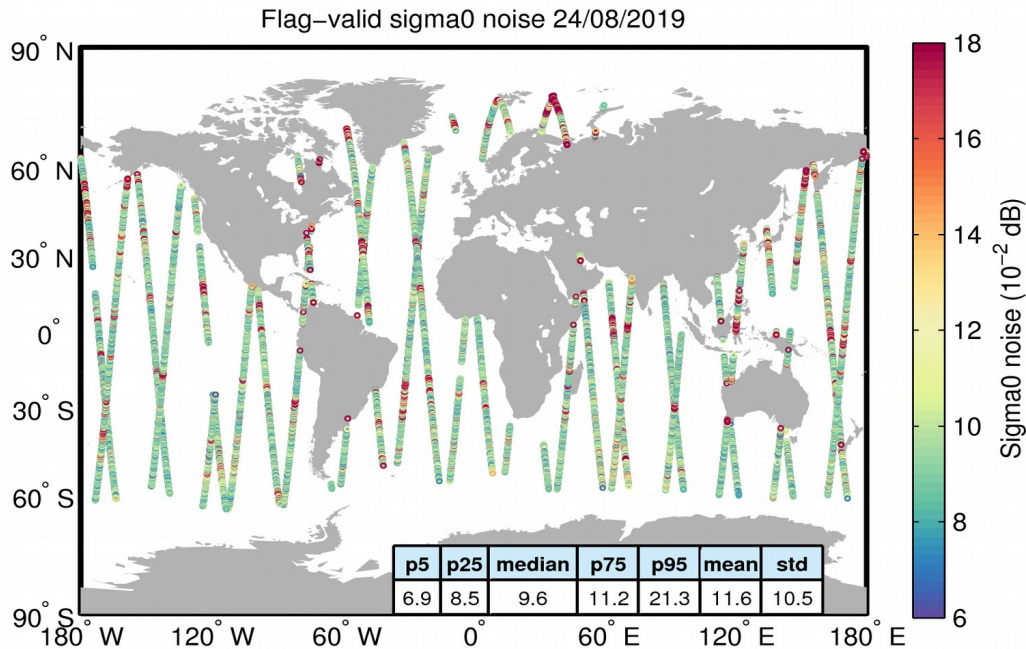 Flag−valid sigma0 noise 24/08/2019
90° N
60° N
30° N
0°
30° S
60° S
90° S
180° W
120° W
60° W
0°
60° E
120° E
180° E
p5 p25 median p75 p95 mean std
6.9 8.5 9.6 11.2 21.3 11.6 10.5
18
16
14
12
10
8
6
Sigma0 noise (10⁻² dB)